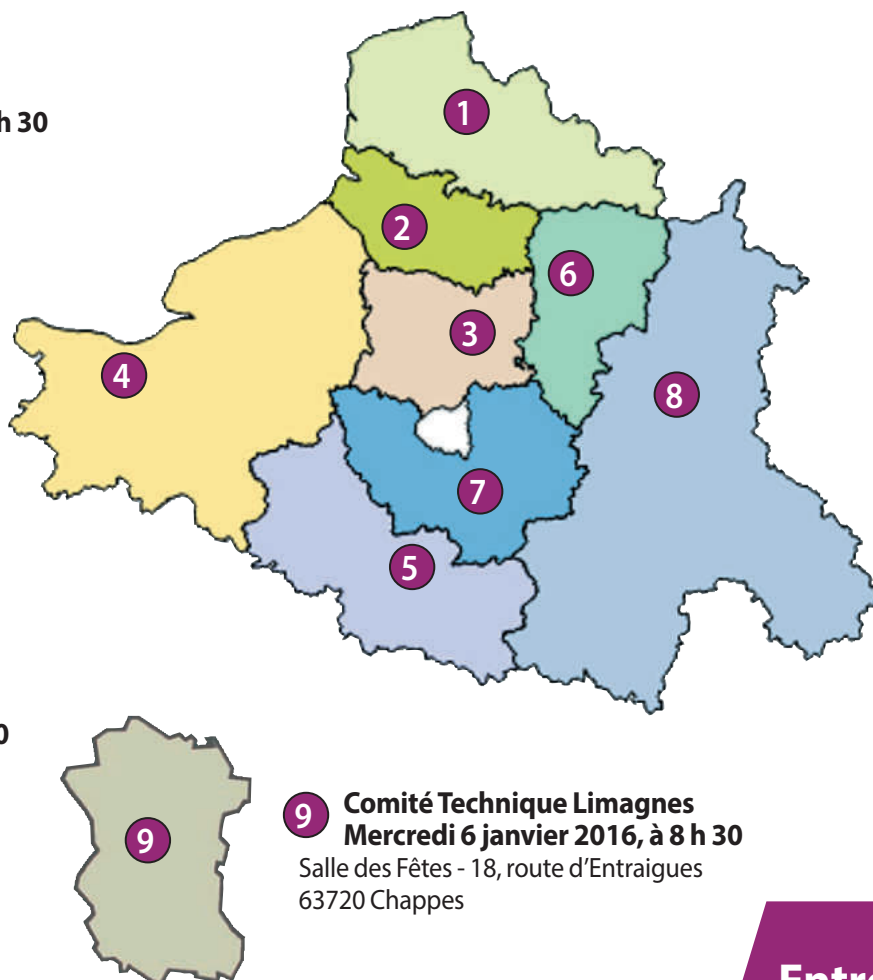 h 30
1
2
6
3
4
8
7
5
0
9
9 Comité Technique Limagnes
Mercredi 6 janvier 2016, à 8 h 30
Salle des Fêtes - 18, route d'Entraigues
63720 Chappes
Entre